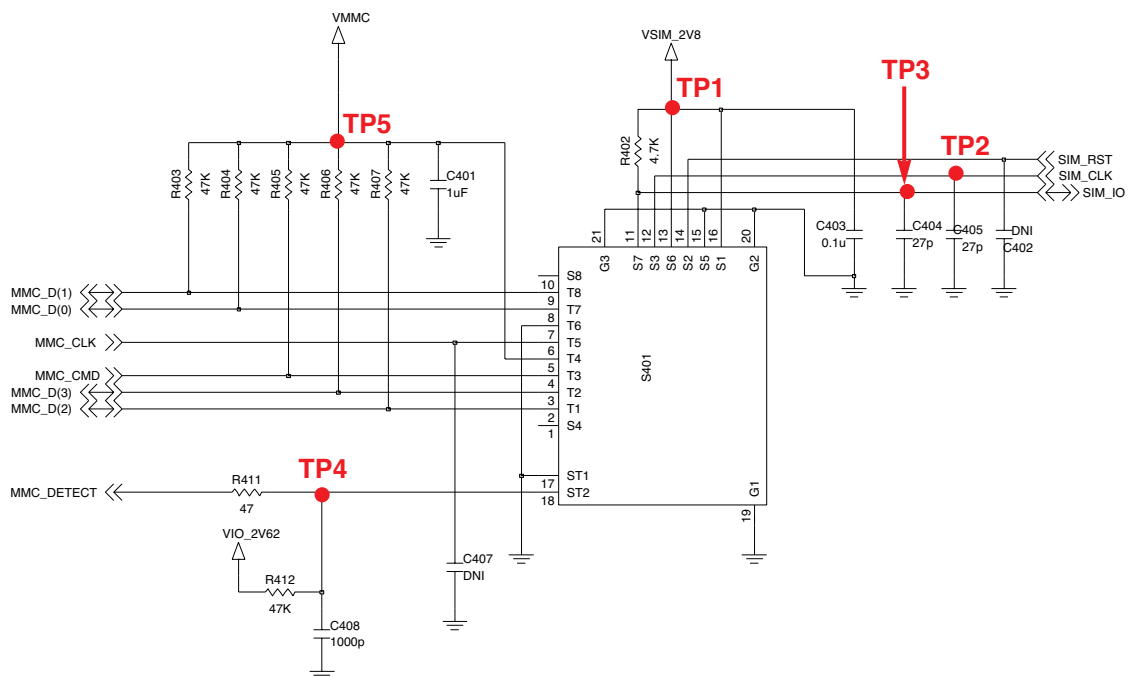 VMMC
VSIM_2V8
TP3
TP1
TP5
TP2
R403
47K
R404
47K
R405
47K
R406
47K
R407
47K
C401
1uF
R402
4.7K
SIM_RST
SIM_CLK
SIM_IO
21
11
12
13
14
15
16
20
G3
S7
S3
S6
S2
S5
S1
G2
C403
0.1u
C404
27p
C405
27p
DNI
C402
MMC_D(1)
MMC_D(0)
MMC_CLK
MMC_CMD
MMC_D(3)
MMC_D(2)
S8
10
T8
9
T7
8
T6
7
T5
6
T4
5
T3
4
T2
3
T1
2
S4
1
S401
TP4
MMC_DETECT
R411
47
ST1
17
ST2
18
G1
19
VIO_2V62
R412
47K
C407
DNI
C408
1000p